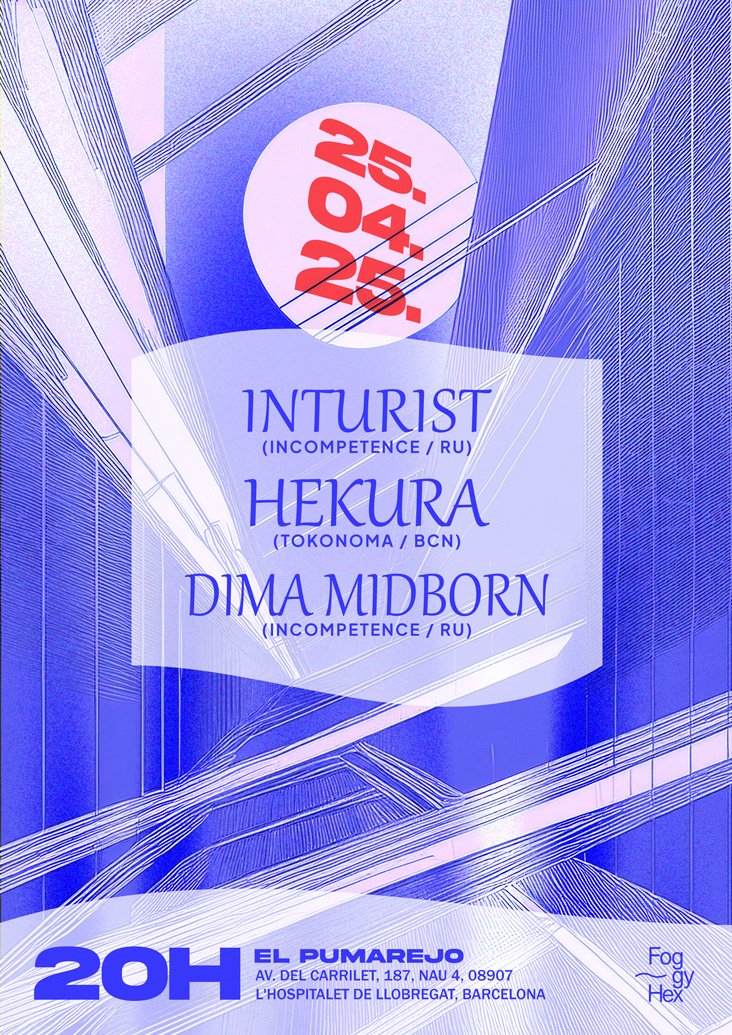 25.
04.
25.
INTURIST
(INCOMPETENCE / RU)
HEKURA
(TOKONOMA / BCN)
DIMA MIDBORN
(INCOMPETENCE / RU)
20H
EL PUMAREJO
AV. DEL CARRILET, 187, NAU 4, 08907
L'HOSPITALET DE LLOBREGAT, BARCELONA
Fog
~gy
Hex